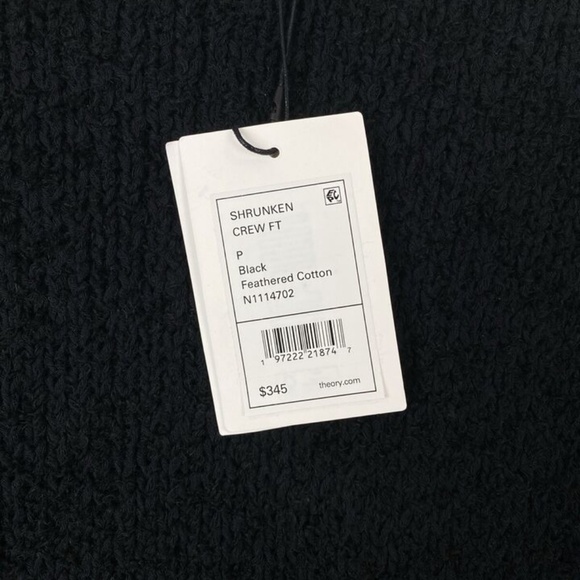 SHRUNKEN
CREW FT
P
Black
Feathered Cotton
N1114702
1 97222 21874 7
$345 theory.com